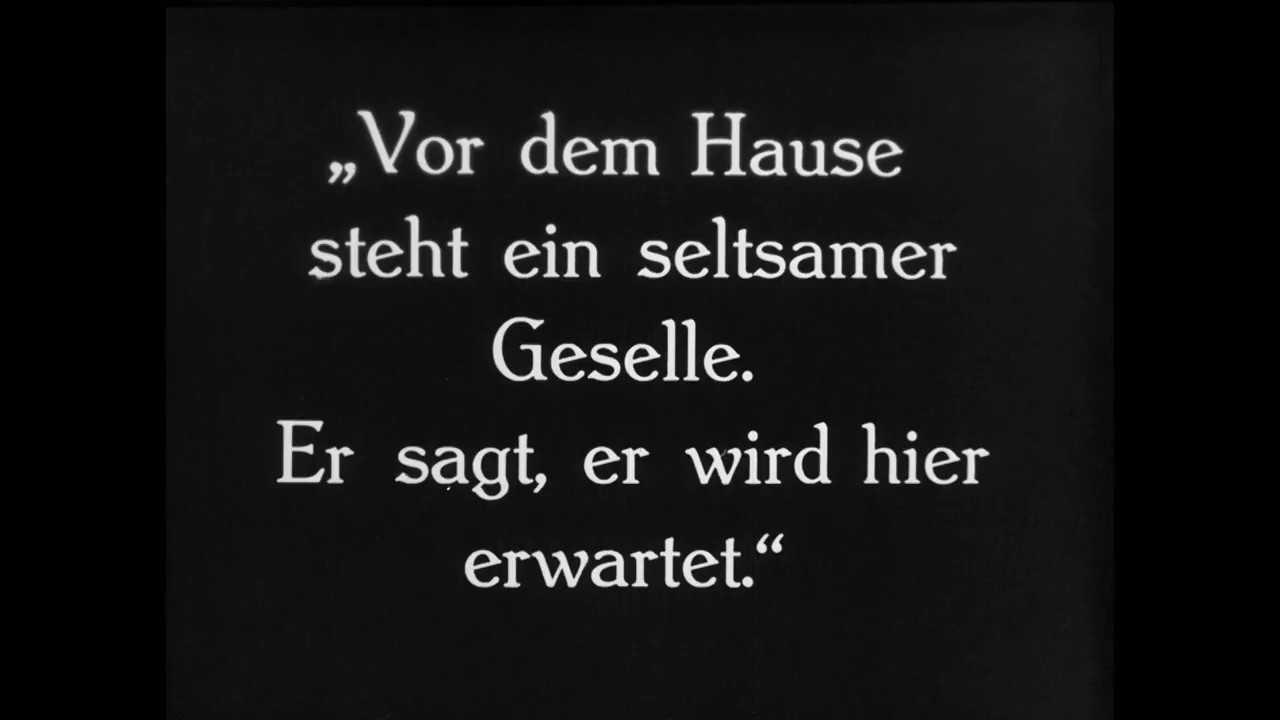 „Vor dem Hause
steht ein seltsamer
Geselle.
Er sagt, er wird hier
erwartet.“